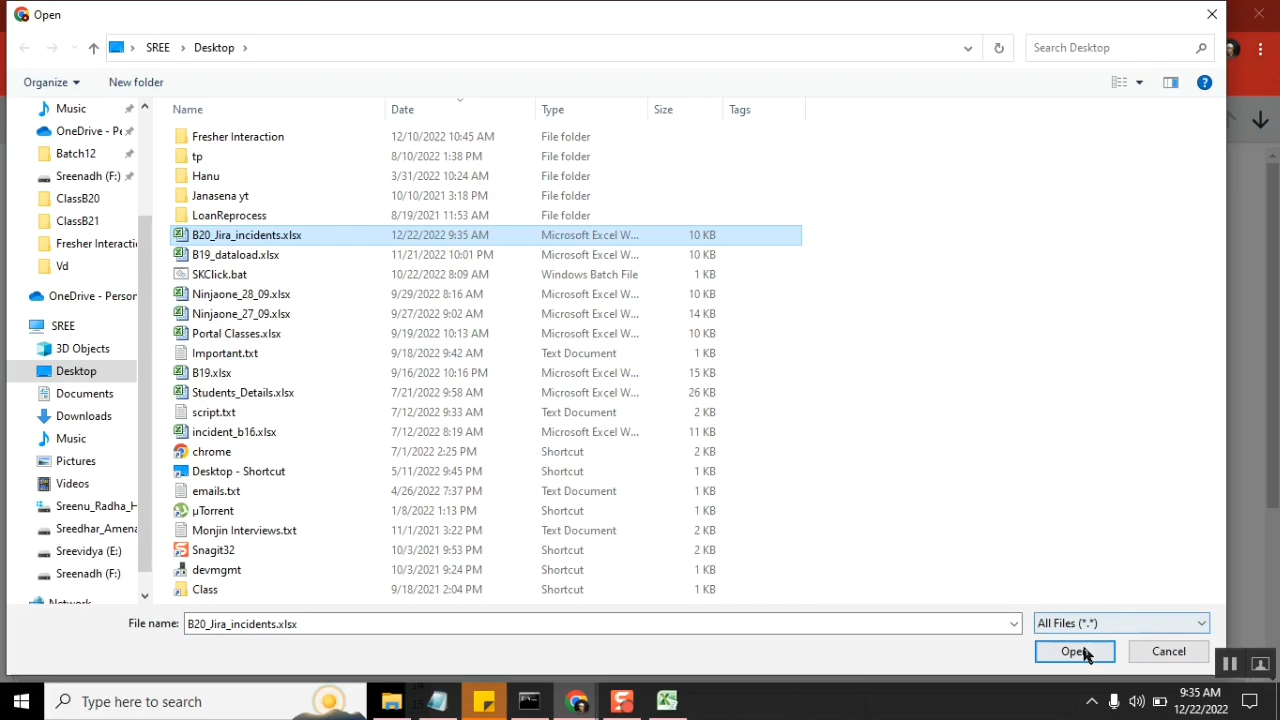 Open
SREE > Desktop >
Search Desktop
Organize
New folder
Music
OneDrive - Pe
Batch12
Sreenadh (F:)
ClassB20
ClassB21
Fresher Interacti
Vd
OneDrive - Person
SREE
3D Objects
Desktop
Documents
Downloads
Music
Pictures
Videos
Sreenu_Radha_H
Sreedhar_Amena
Sreevidya (E:)
Sreenadh (F:)
Network
Name Date Type Size Tags
Fresher Interaction 12/10/2022 10:45 AM File folder
tp 8/10/2022 1:38 PM File folder
Hanu 3/31/2022 10:24 AM File folder
Janasena yt 10/10/2021 3:18 PM File folder
LoanReprocess 8/19/2021 11:53 AM File folder
B20_Jira_incidents.xlsx 12/22/2022 9:35 AM Microsoft Excel W... 10 KB
B19_dataload.xlsx 11/21/2022 10:01 PM Microsoft Excel W... 10 KB
SKClick.bat 10/22/2022 8:09 AM Windows Batch File 1 KB
Ninjaone_28_09.xlsx 9/29/2022 8:16 AM Microsoft Excel W... 10 KB
Ninjaone_27_09.xlsx 9/27/2022 9:02 AM Microsoft Excel W... 14 KB
Portal Classes.xlsx 9/19/2022 10:13 AM Microsoft Excel W... 10 KB
Important.txt 9/18/2022 9:42 AM Text Document 1 KB
B19.xlsx 9/16/2022 10:16 PM Microsoft Excel W... 15 KB
Students_Details.xlsx 7/21/2022 9:58 AM Microsoft Excel W... 26 KB
script.txt 7/12/2022 9:33 AM Text Document 2 KB
incident_b16.xlsx 7/12/2022 8:19 AM Microsoft Excel W... 11 KB
chrome 7/1/2022 2:25 PM Shortcut 2 KB
Desktop - Shortcut 5/11/2022 9:45 PM Shortcut 1 KB
emails.txt 4/26/2022 7:37 PM Text Document 1 KB
µTorrent 1/8/2022 1:13 PM Shortcut 1 KB
Monjin Interviews.txt 11/1/2021 3:22 PM Text Document 2 KB
Snagit32 10/3/2021 9:53 PM Shortcut 2 KB
devmgmt 10/3/2021 9:24 PM Shortcut 1 KB
Class 9/18/2021 2:04 PM Shortcut 1 KB
File name: B20_Jira_incidents.xlsx
All Files (*.*)
Open
Cancel
Type here to search
9:35 AM
12/22/2022